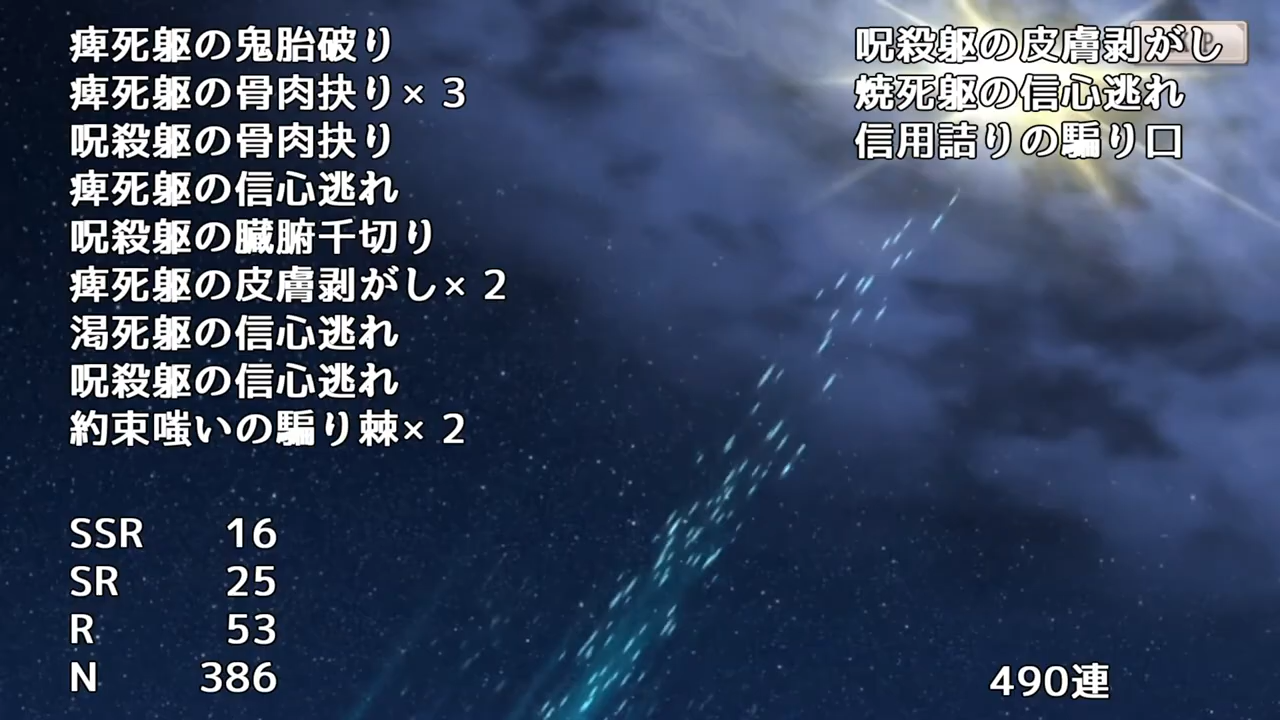 痺死躯の鬼胎破り
痺死躯の骨肉抉り× 3
呪殺躯の骨肉抉り
痺死躯の信心逃れ
呪殺躯の臓腑千切り
痺死躯の皮膚剥がし× 2
渇死躯の信心逃れ
呪殺躯の信心逃れ
約束嗤いの騙り棘× 2
呪殺躯の皮膚剥がし
焼死躯の信心逃れ
信用詰りの騙り口
SSR 16
SR 25
R 53
N 386
490連